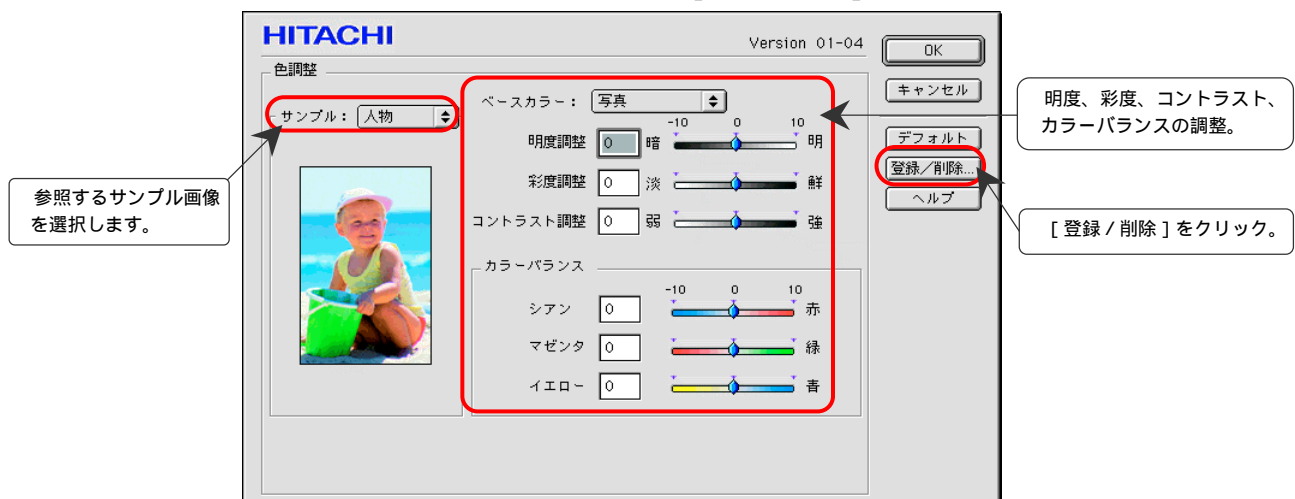 HITACHI
Version 01-04
OK
色調整
キャンセル
サンプル： 人物
ベースカラー： 写真
-10 0 10
明度調整 0 暗 明
彩度調整 0 淡 鮮
コントラスト調整 0 弱 強
カラーバランス
-10 0 10
シアン 0 赤
マゼンタ 0 緑
イエロー 0 青
デフォルト
登録／削除...
ヘルプ
参照するサンプル画像
を選択します。
明度、彩度、コントラスト、
カラーバランスの調整。
[ 登録 / 削除 ] をクリック。